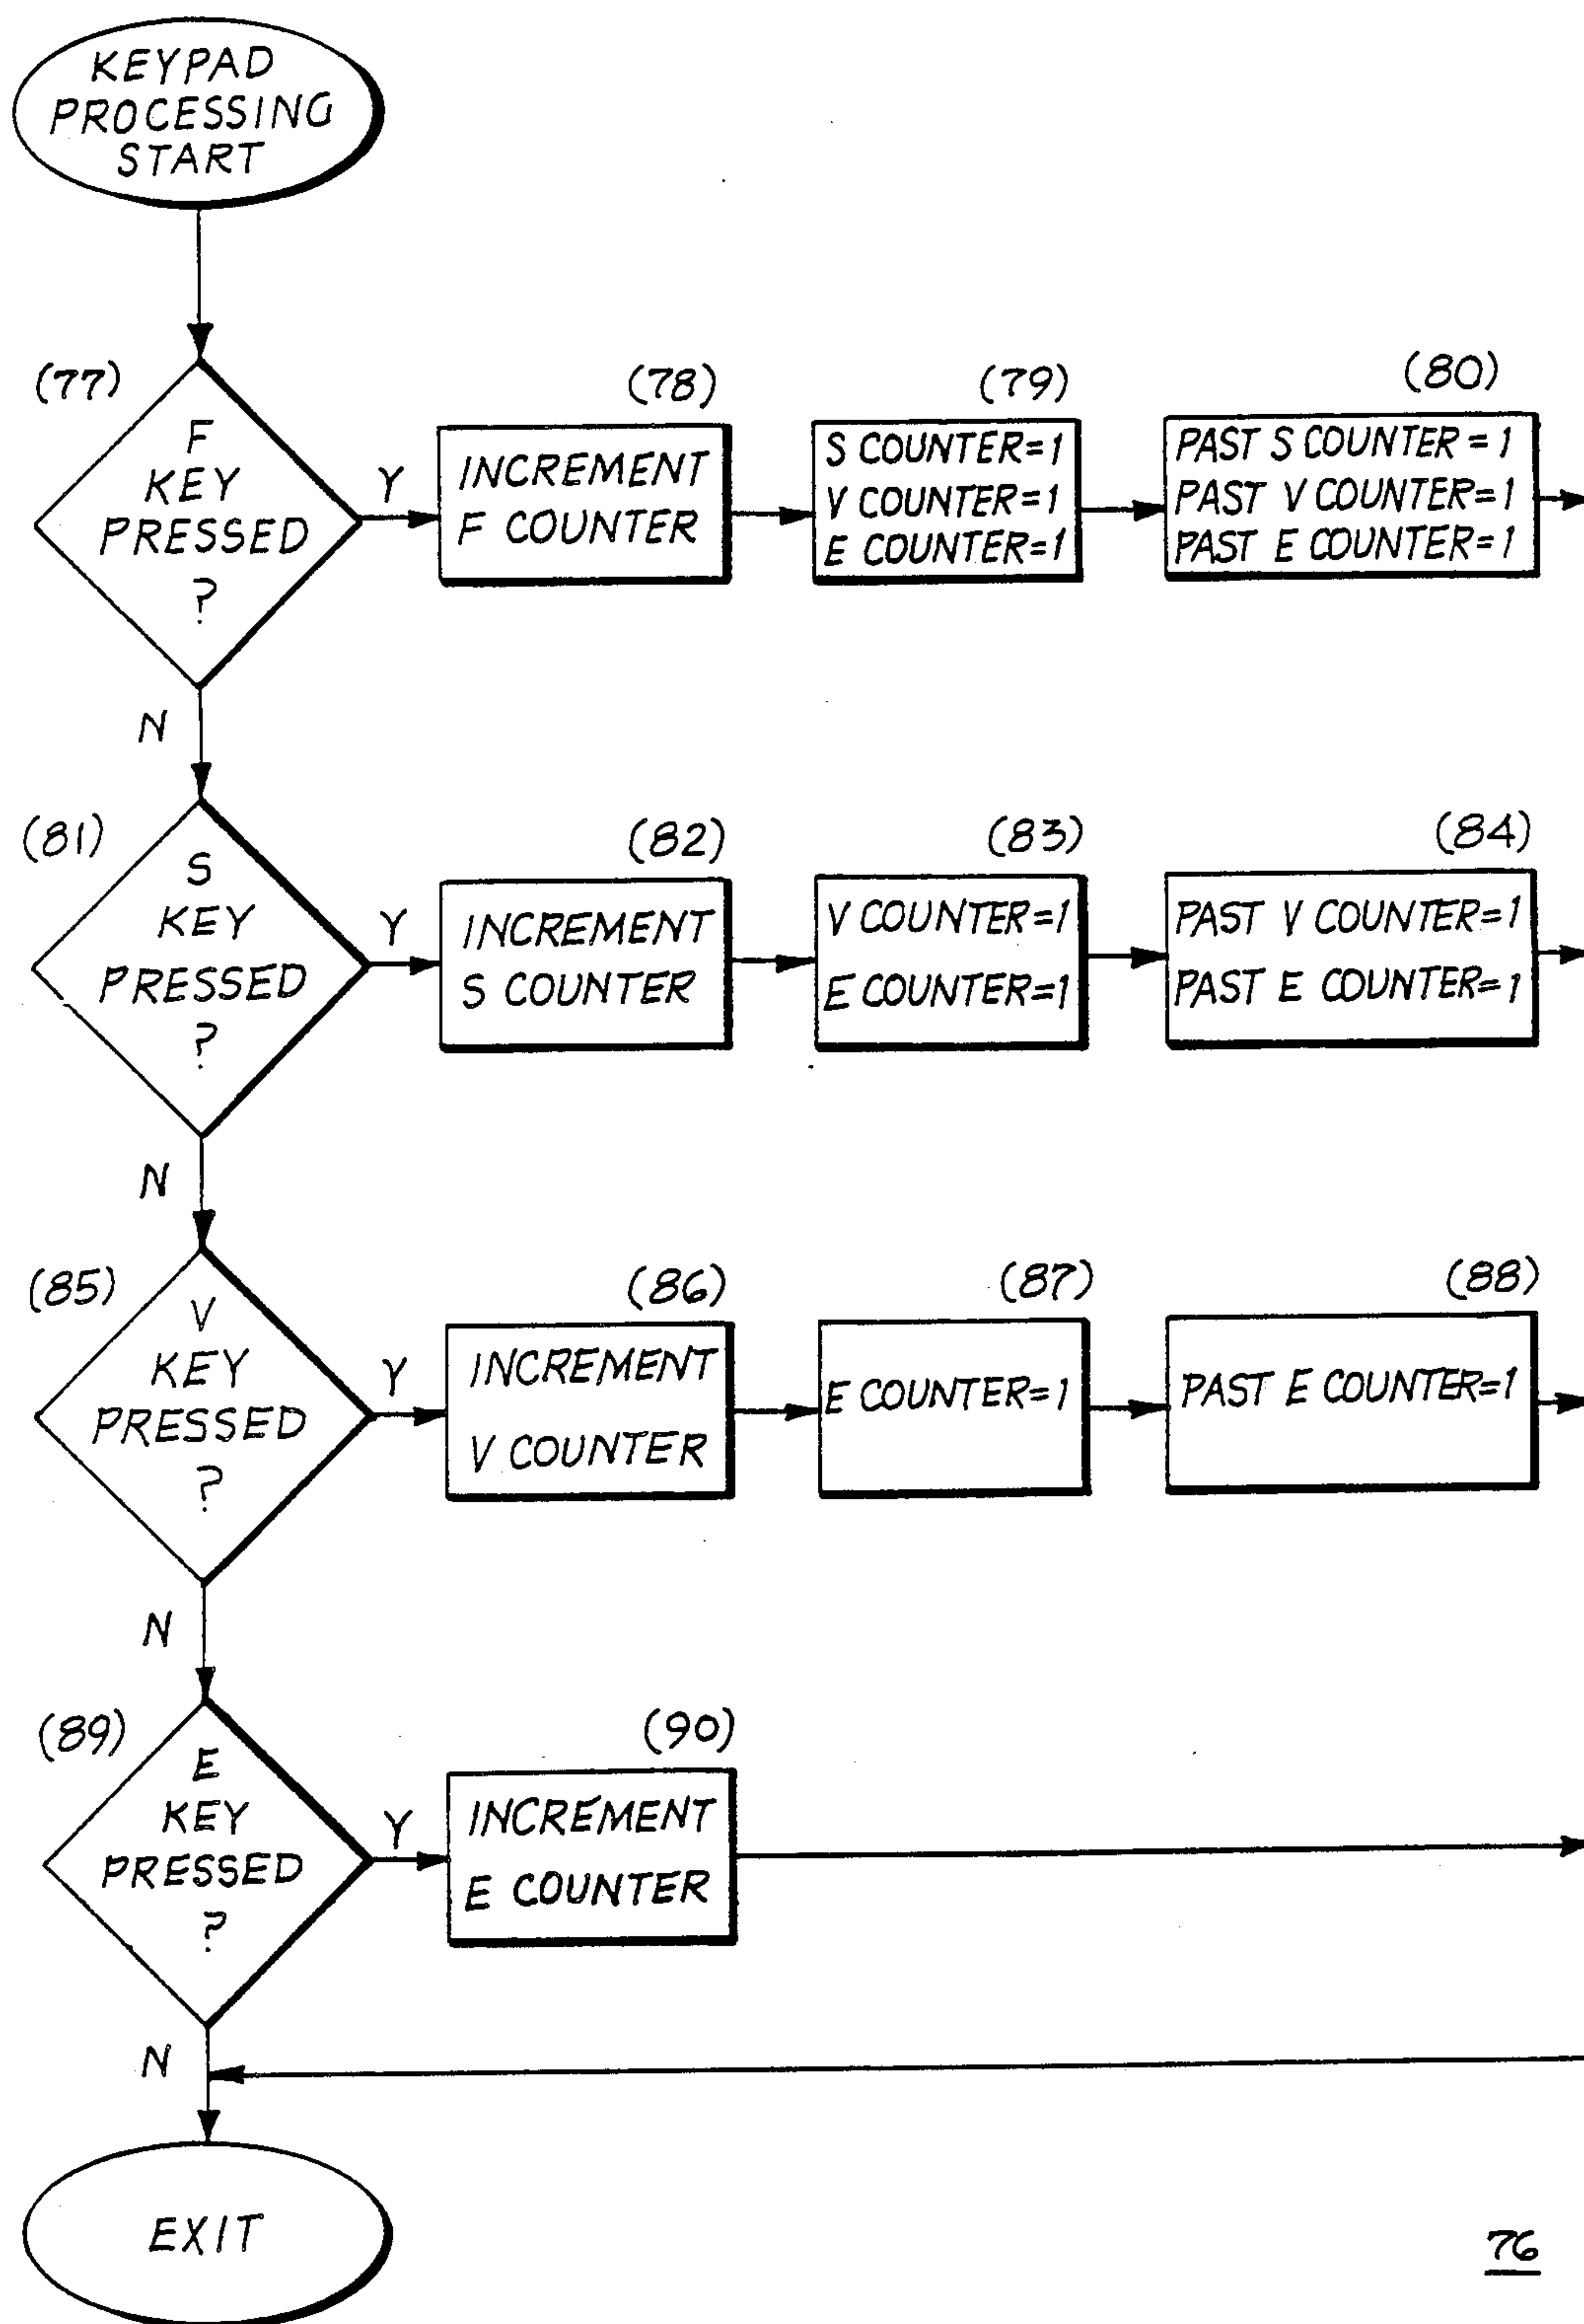 KEYPAD
PROCESSING
START
(77)
F
KEY
PRESSED
?
Y
N
(78)
INCREMENT
F COUNTER
(79)
S COUNTER=1
V COUNTER=1
E COUNTER=1
(80)
PAST S COUNTER=1
PAST V COUNTER=1
PAST E COUNTER=1
(81)
S
KEY
PRESSED
?
Y
N
(82)
INCREMENT
S COUNTER
(83)
V COUNTER=1
E COUNTER=1
(84)
PAST V COUNTER=1
PAST E COUNTER=1
(85)
V
KEY
PRESSED
?
Y
N
(86)
INCREMENT
V COUNTER
(87)
E COUNTER=1
(88)
PAST E COUNTER=1
(89)
E
KEY
PRESSED
?
Y
N
(90)
INCREMENT
E COUNTER
EXIT
76